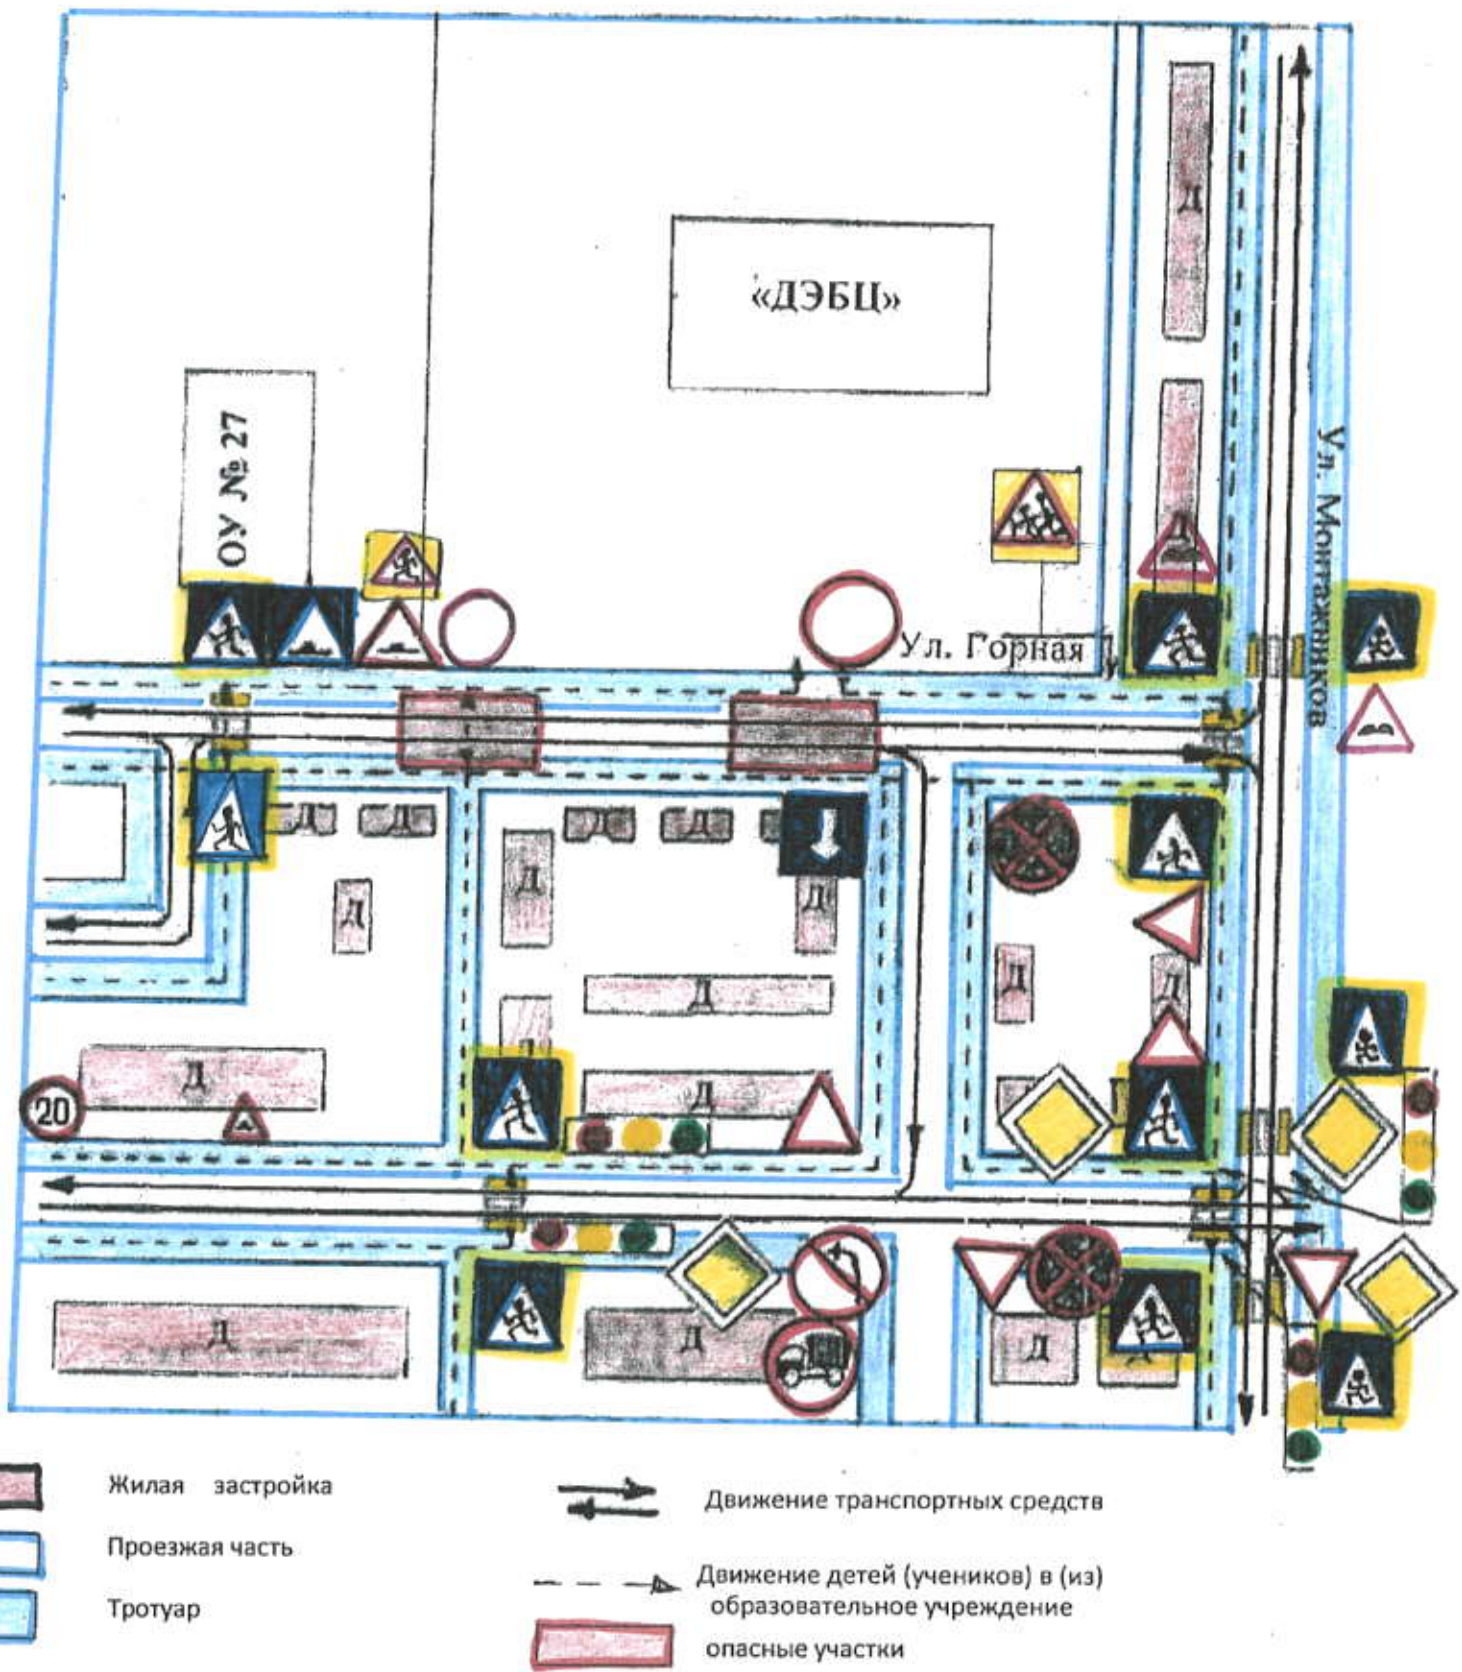 Д
«ДЭБЦ»
ОУ № 27
Ул. Монтажников
Д
Ул. Горная
Д
Д
Д
Д
Д
Д
Д
Д
Д
Д
Д
Д
20
Д
Д
Д
Д
Жилая застройка
Проезжая часть
Тротуар
Движение транспортных средств
Движение детей (учеников) в (из)
образовательное учреждение
опасные участки